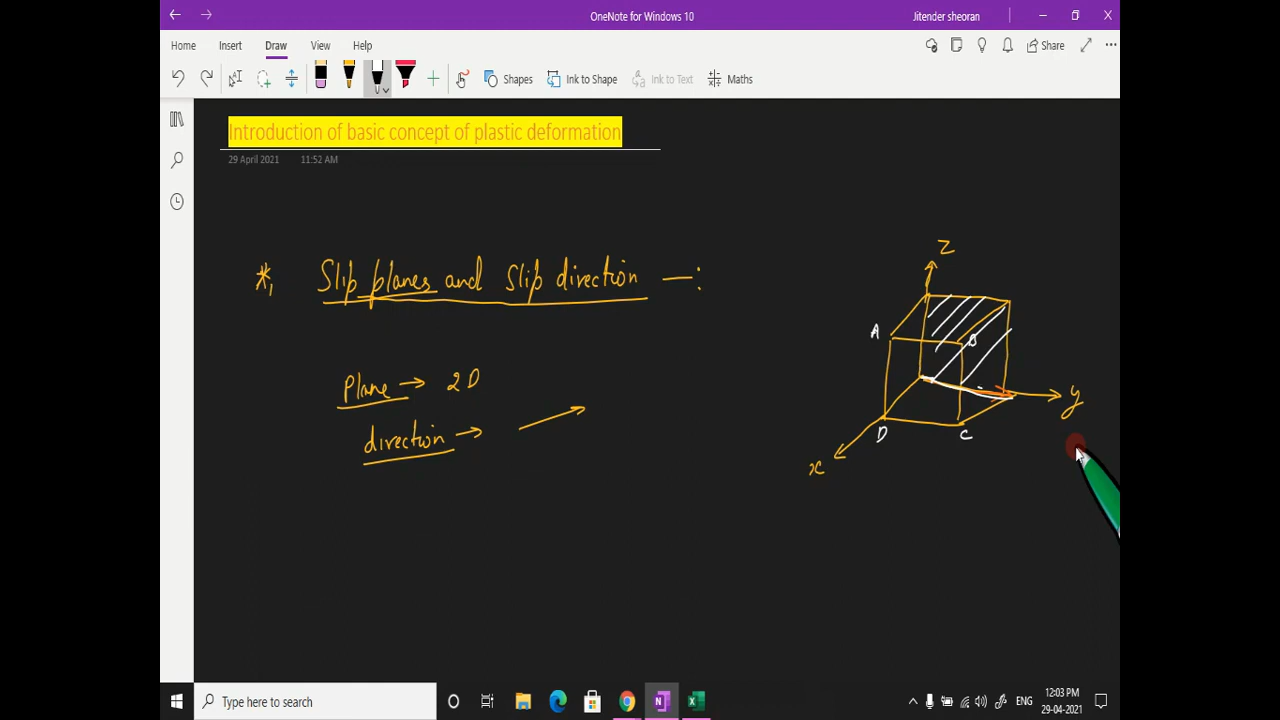 OneNote for Windows 10
Jitender sheoran
Home Insert Draw View Help
Share
Shapes
Ink to Shape
Ink to Text
Maths
Introduction of basic concept of plastic deformation
29 April 2021 11:52 AM
*, Slip planes and Slip direction —:
Plane → 2D
direction →
Z
A
B
y
D
C
x
Type here to search
ENG
12:03 PM
29-04-2021